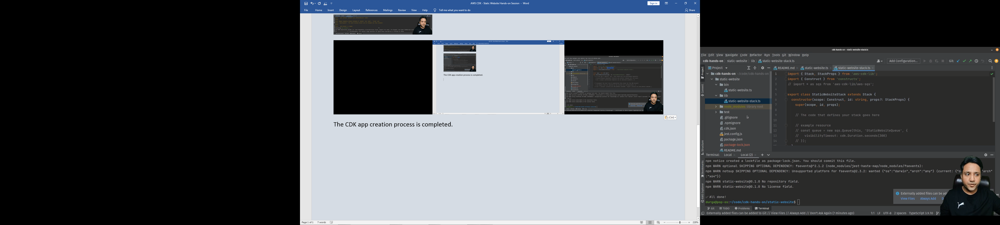 AWS CDK - Static Website Hands-on Session - Word
Sign in
File Home Insert Design Layout References Mailings Review View Help Tell me what you want to do
Share
The CDK app creation process is completed.
(Ctrl)
The CDK app creation process is completed.
Page 1 of 1 7 words
220%
cdk-hands-on – static-website-stack.ts
File Edit View Navigate Code Refactor Run Tools Git Window Help
cdk-hands-on static-website lib static-website-stack.ts
Add Configuration...
Git:
Project
README.md static-website.ts static-website-stack.ts
cdk-hands-on ~/code/cdk-hands-on
static-website
bin
static-website.ts
lib
static-website-stack.ts
node_modules library root
test
.gitignore
.npmignore
cdk.json
jest.config.js
package.json
package-lock.json
README.md
1 import { Stack, StackProps } from 'aws-cdk-lib';
2 import { Construct } from 'constructs';
3 // import * as sqs from 'aws-cdk-lib/aws-sqs';
4
5 export class StaticWebsiteStack extends Stack {
6 constructor(scope: Construct, id: string, props?: StackProps) {
7 super(scope, id, props);
8
9 // The code that defines your stack goes here
10
11 // example resource
12 // const queue = new sqs.Queue(this, 'StaticWebsiteQueue', {
13 // visibilityTimeout: cdk.Duration.seconds(300)
14 // });
Project
Commit
Structure
Bookmarks
AWS Explorer
Terminal: Local Local (2)
npm notice created a lockfile as package-lock.json. You should commit this file.
npm WARN optional SKIPPING OPTIONAL DEPENDENCY: fsevents@^2.1.2 (node_modules/jest-haste-map/node_modules/fsevents):
npm WARN notsup SKIPPING OPTIONAL DEPENDENCY: Unsupported platform for fsevents@2.3.2: wanted {"os":"darwin","arch":"any"} (current: {"os "arch"
:"x64"})
npm WARN static-website@0.1.0 No repository field.
npm WARN static-website@0.1.0 No license field.
All done!
durga@pop-os:~/code/cdk-hands-on/static-website$
Externally added files can be
View Files Always Add
Git TODO Problems Terminal
Externally added files can be added to Git // View Files // Always Add // Don't Ask Again (7 minutes ago)
1:1 LF UTF-8 2 spaces TypeScript 3.9.10